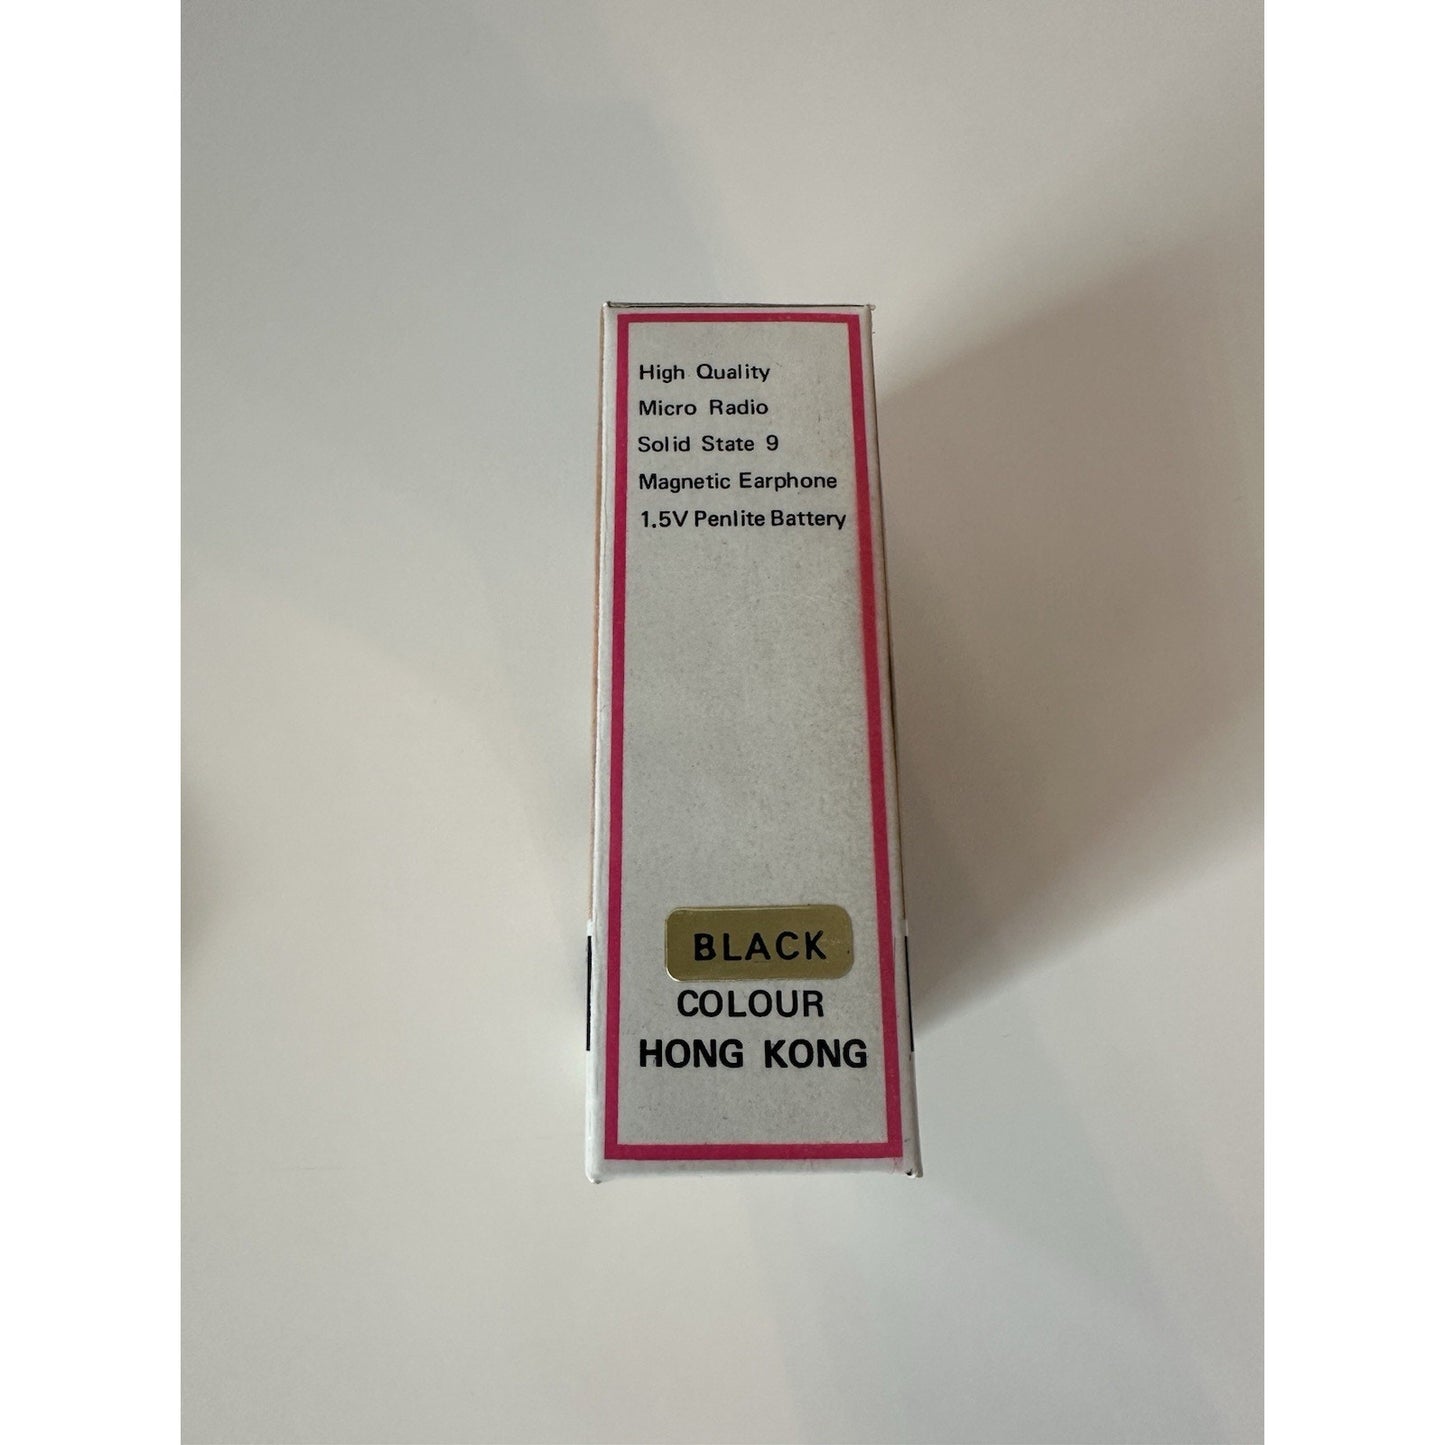 High Quality
Micro Radio
Solid State 9
Magnetic Earphone
1.5V Penlite Battery
BLACK
COLOUR
HONG KONG